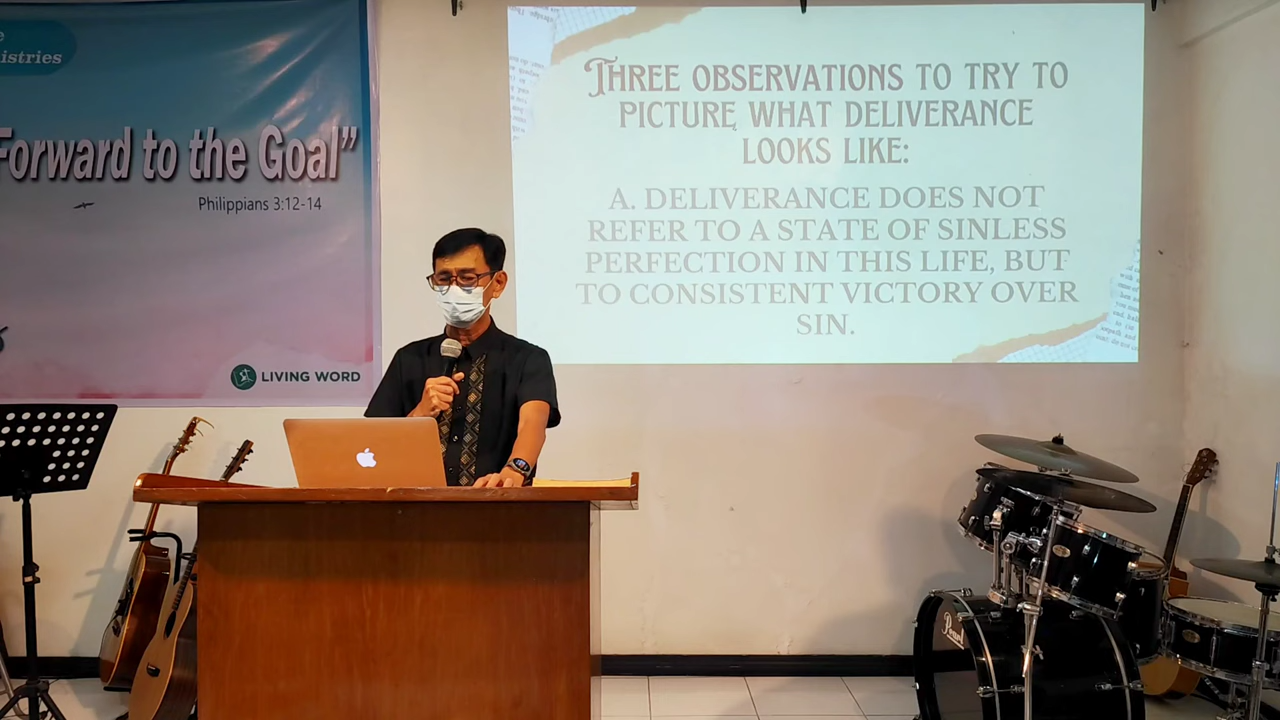 istries
Forward to the Goal”
Philippians 3:12-14
LIVING WORD
THREE OBSERVATIONS TO TRY TO
PICTURE WHAT DELIVERANCE
LOOKS LIKE:
A. DELIVERANCE DOES NOT
REFER TO A STATE OF SINLESS
PERFECTION IN THIS LIFE, BUT
TO CONSISTENT VICTORY OVER
SIN.
Pearl